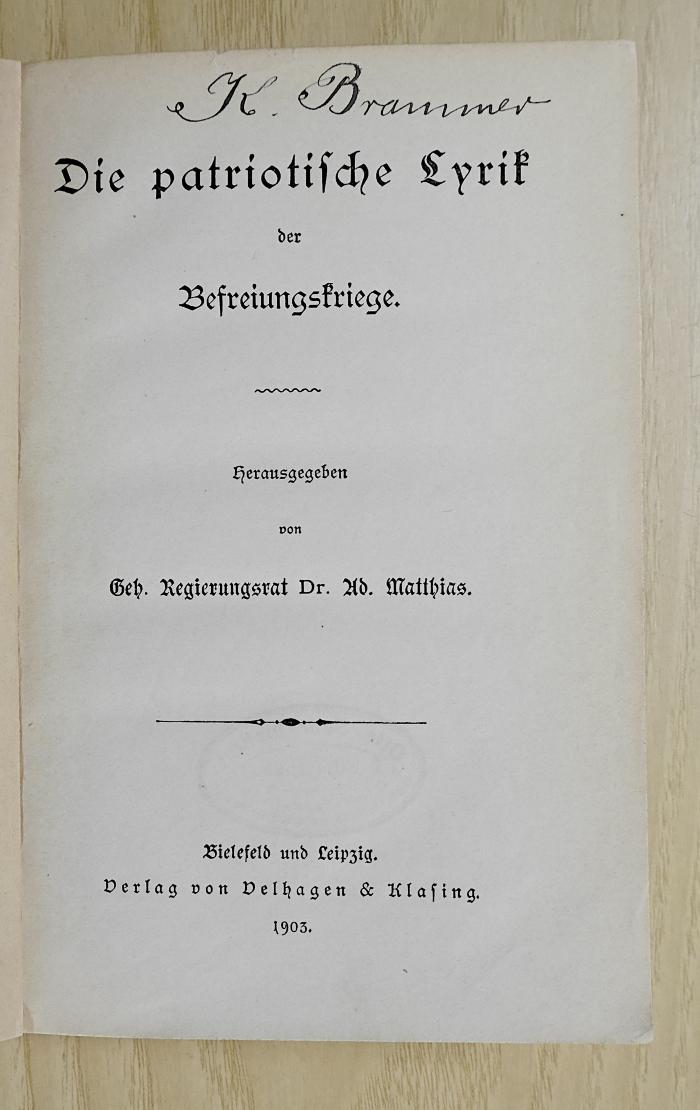 K. Brammer
Die patriotiſche Lyrik
der
Befreiungskriege.
Herausgegeben
von
Geh. Regierungsrat Dr. Ad. Matthias.
Bielefeld und Leipzig.
Verlag von Velhagen & Klaſing.
1903.